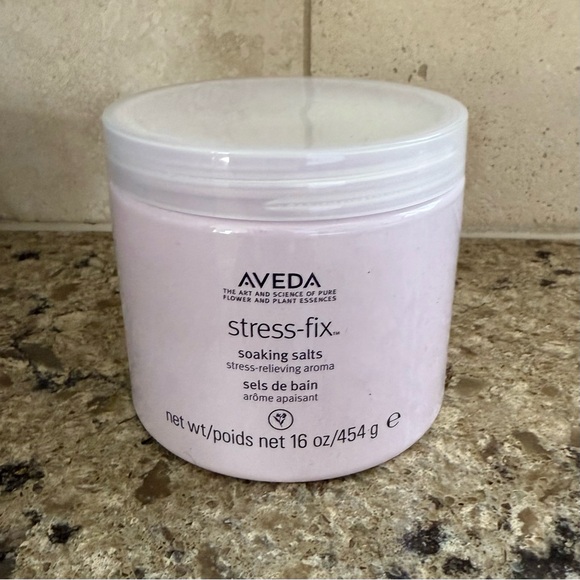 AVEDA
THE ART AND SCIENCE OF PURE
FLOWER AND PLANT ESSENCES
stress-fix™
soaking salts
stress-relieving aroma
sels de bain
arôme apaisant
net wt/poids net 16 oz/454 g ℮